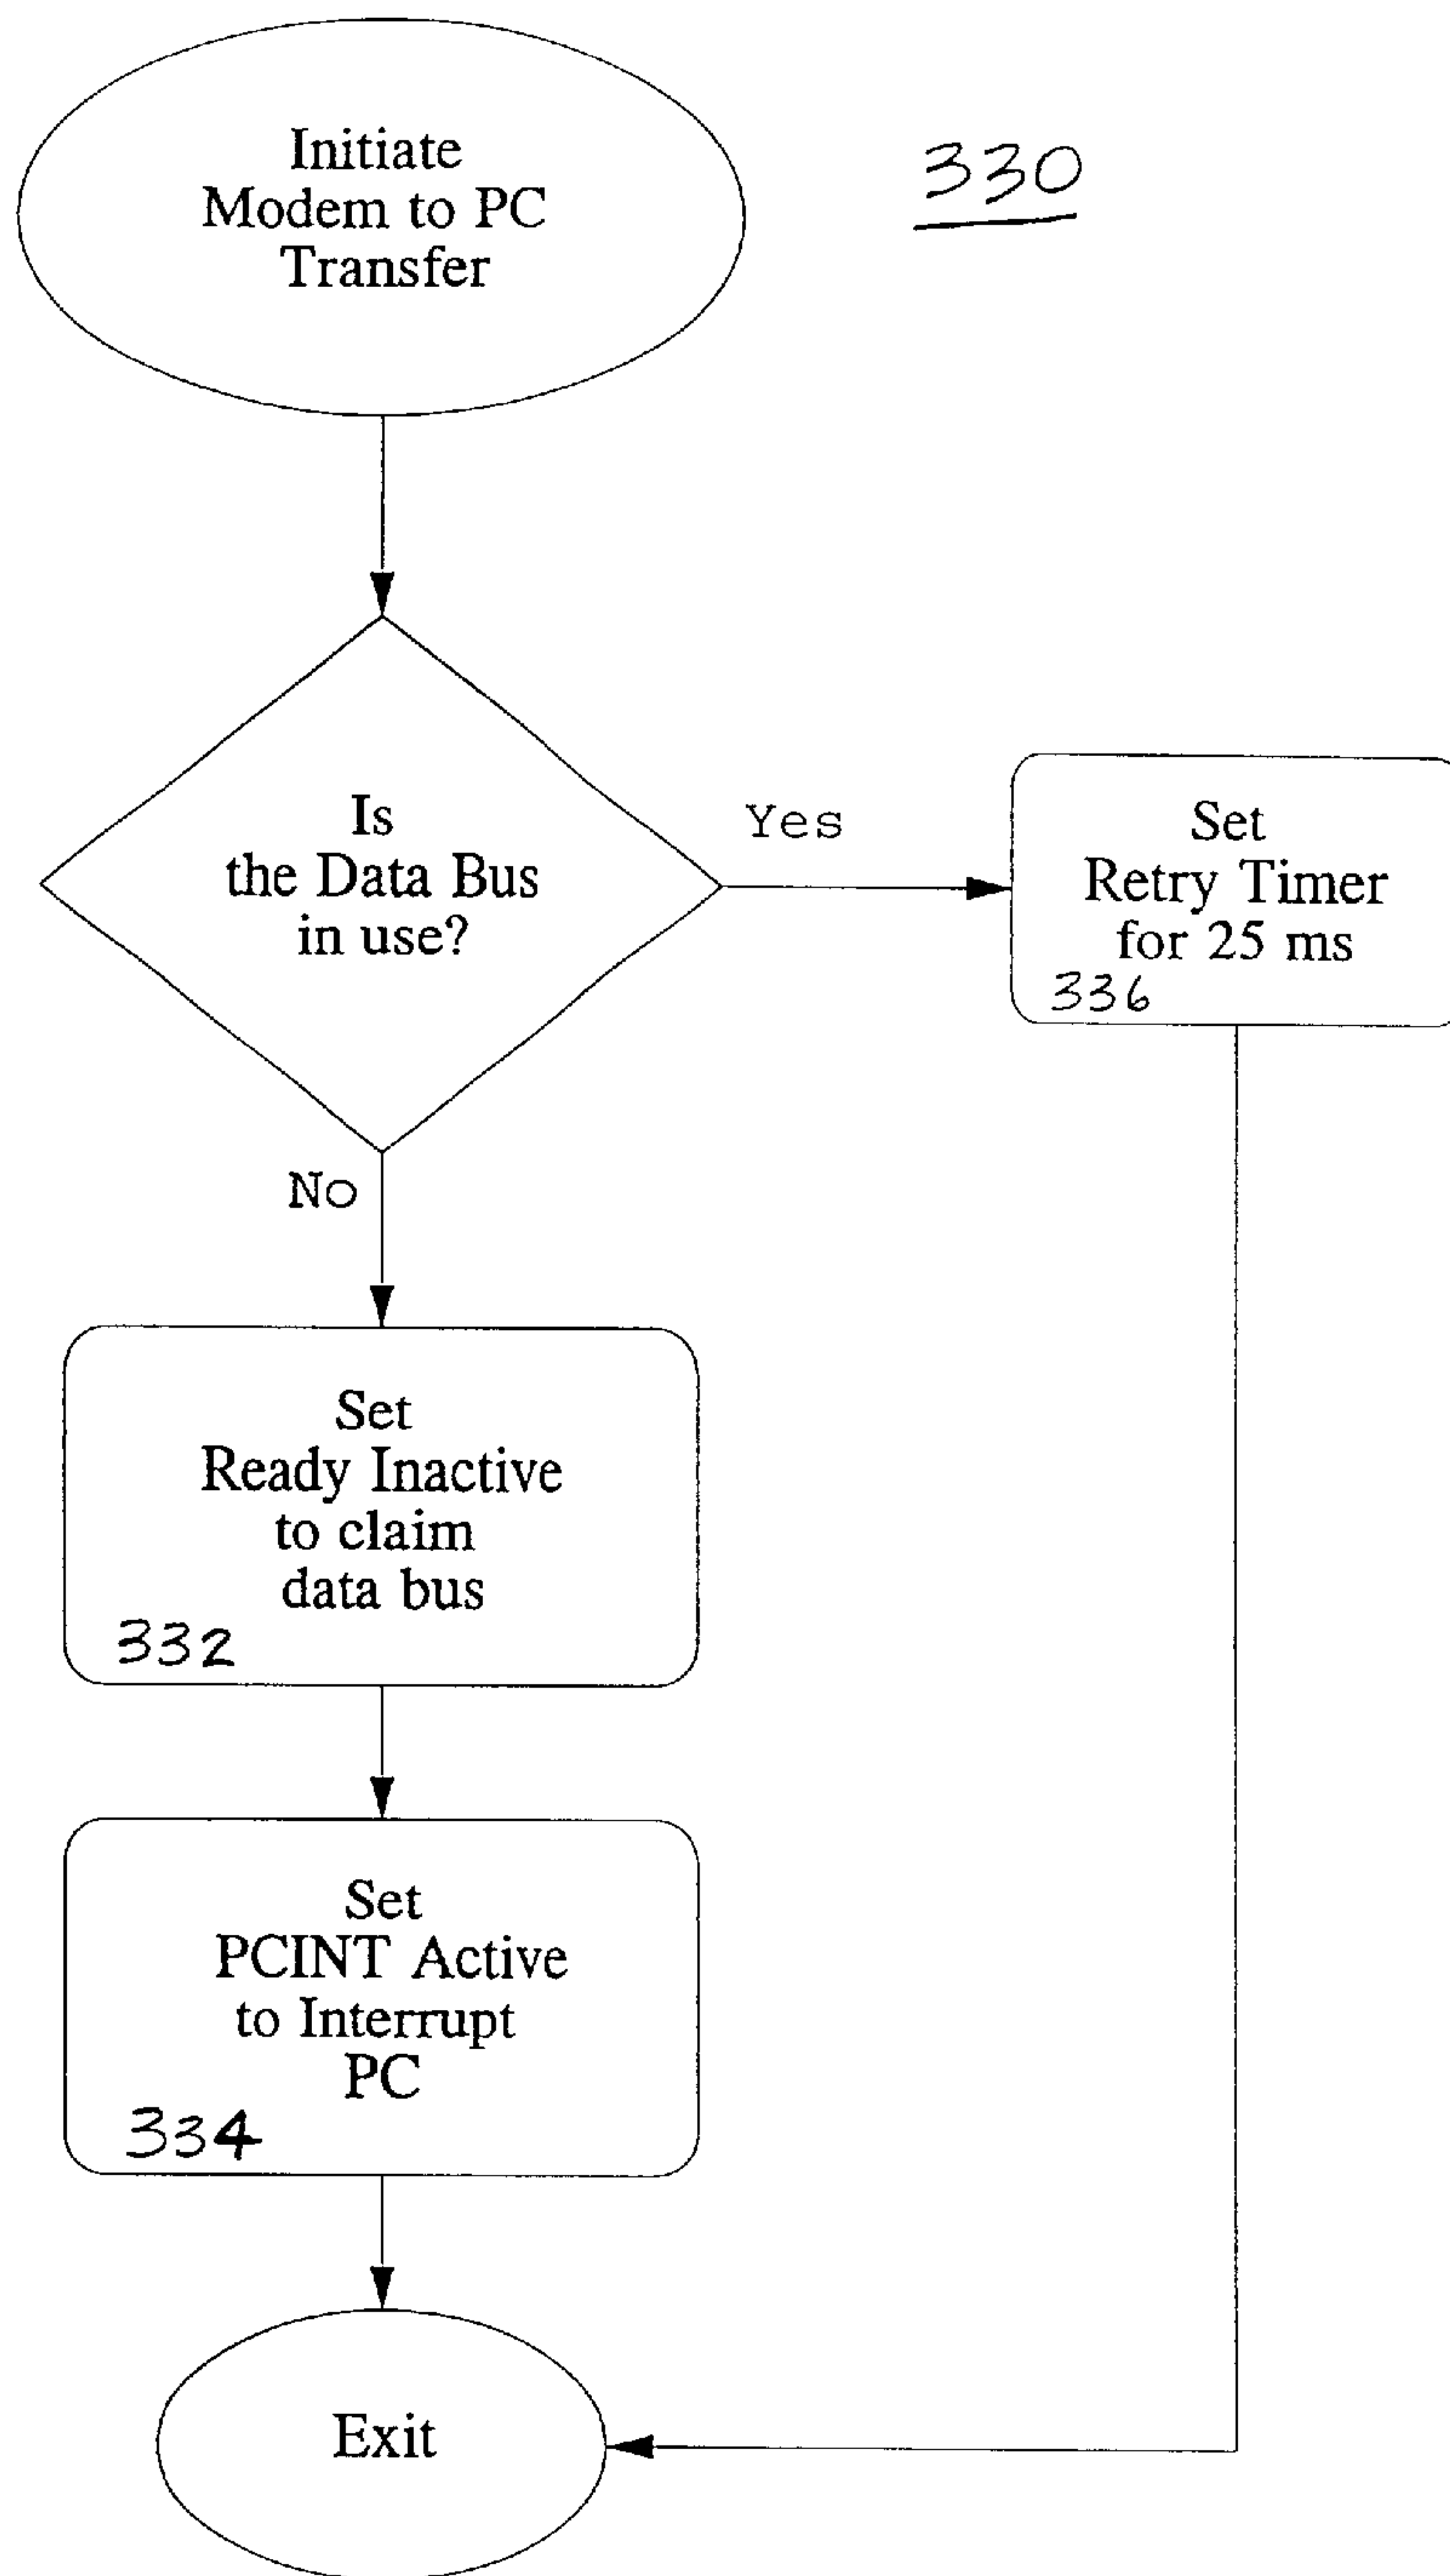 Initiate
Modem to PC
Transfer
330
Is
the Data Bus
in use?
Yes
Set
Retry Timer
for 25 ms
336
No
Set
Ready Inactive
to claim
data bus
332
Set
PCINT Active
to Interrupt
PC
334
Exit